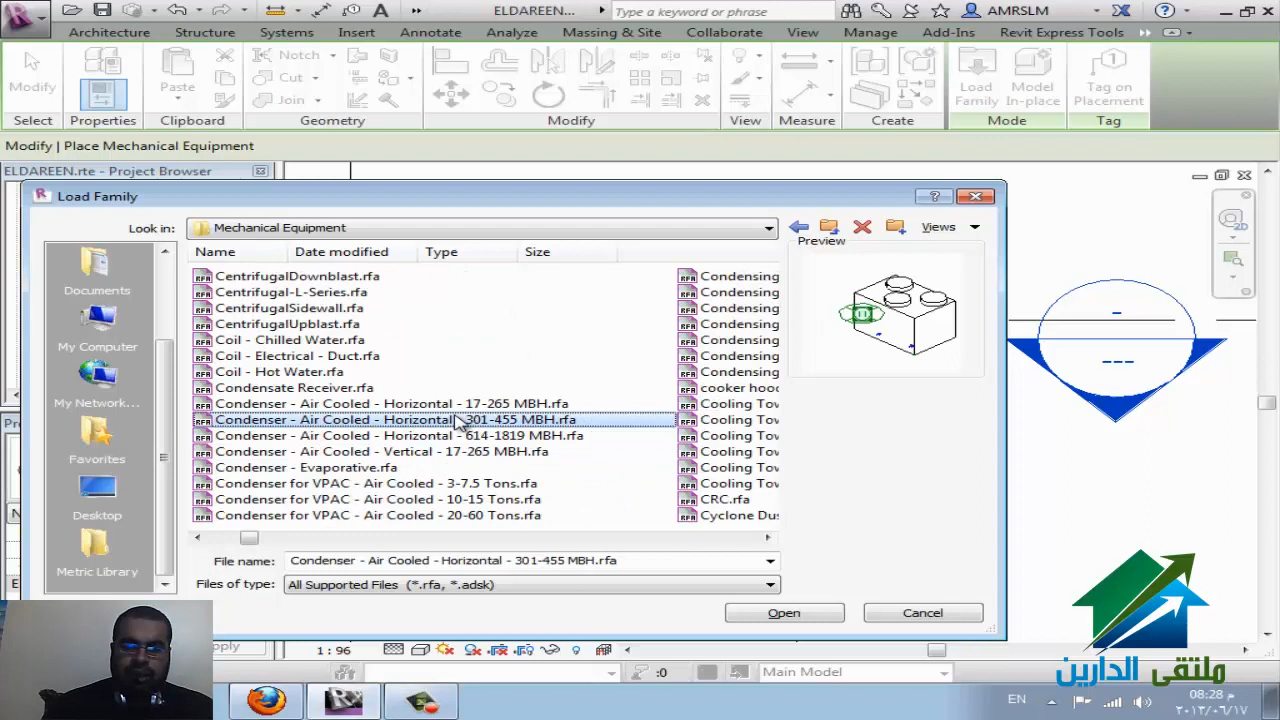 ELDAREEN...
Type a keyword or phrase
AMRSLM
Architecture
Structure
Systems
Insert
Annotate
Analyze
Massing & Site
Collaborate
View
Manage
Add-Ins
Revit Express Tools
Modify
Paste
Notch
Cut
Join
Load Family
Model In-place
Tag on Placement
Select
Properties
Clipboard
Geometry
Modify
View
Measure
Create
Mode
Tag
Modify | Place Mechanical Equipment
ELDAREEN.rte - Project Browser
Load Family
Look in:
Mechanical Equipment
Views
Preview
Name
Date modified
Type
Size
Documents
My Computer
My Network...
Favorites
Desktop
Metric Library
CentrifugalDownblast.rfa
Centrifugal-L-Series.rfa
CentrifugalSidewall.rfa
CentrifugalUpblast.rfa
Coil - Chilled Water.rfa
Coil - Electrical - Duct.rfa
Coil - Hot Water.rfa
Condensate Receiver.rfa
Condenser - Air Cooled - Horizontal - 17-265 MBH.rfa
Condenser - Air Cooled - Horizontal - 301-455 MBH.rfa
Condenser - Air Cooled - Horizontal - 614-1819 MBH.rfa
Condenser - Air Cooled - Vertical - 17-265 MBH.rfa
Condenser - Evaporative.rfa
Condenser for VPAC - Air Cooled - 3-7.5 Tons.rfa
Condenser for VPAC - Air Cooled - 10-15 Tons.rfa
Condenser for VPAC - Air Cooled - 20-60 Tons.rfa
Condensing
Condensing
Condensing
Condensing
Condensing
Condensing
Condensing
cooker hood
Cooling Tow
Cooling Tow
Cooling Tow
Cooling Tow
Cooling Tow
Cooling Tow
CRC.rfa
Cyclone Dus
File name:
Condenser - Air Cooled - Horizontal - 301-455 MBH.rfa
Files of type:
All Supported Files (*.rfa, *.adsk)
Open
Cancel
1 : 96
:0
Main Model
ملتقى الدارين
EN
08:28 م
٢٠١٣/٠٦/١٧